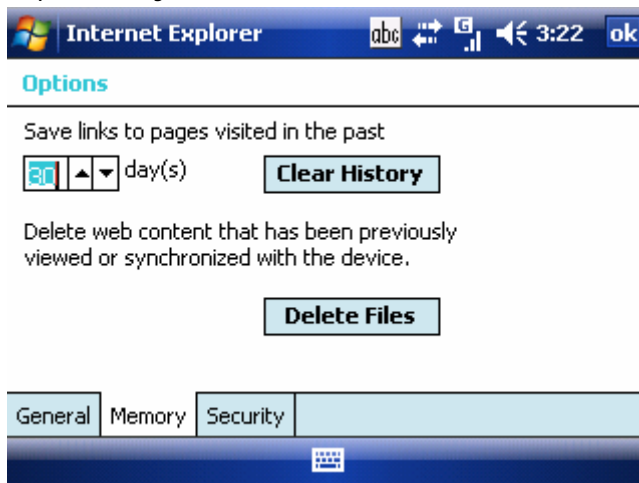 Internet Explorer abc G 3:22 ok
Options
Save links to pages visited in the past
30 day(s) Clear History
Delete web content that has been previously
viewed or synchronized with the device.
Delete Files
General Memory Security